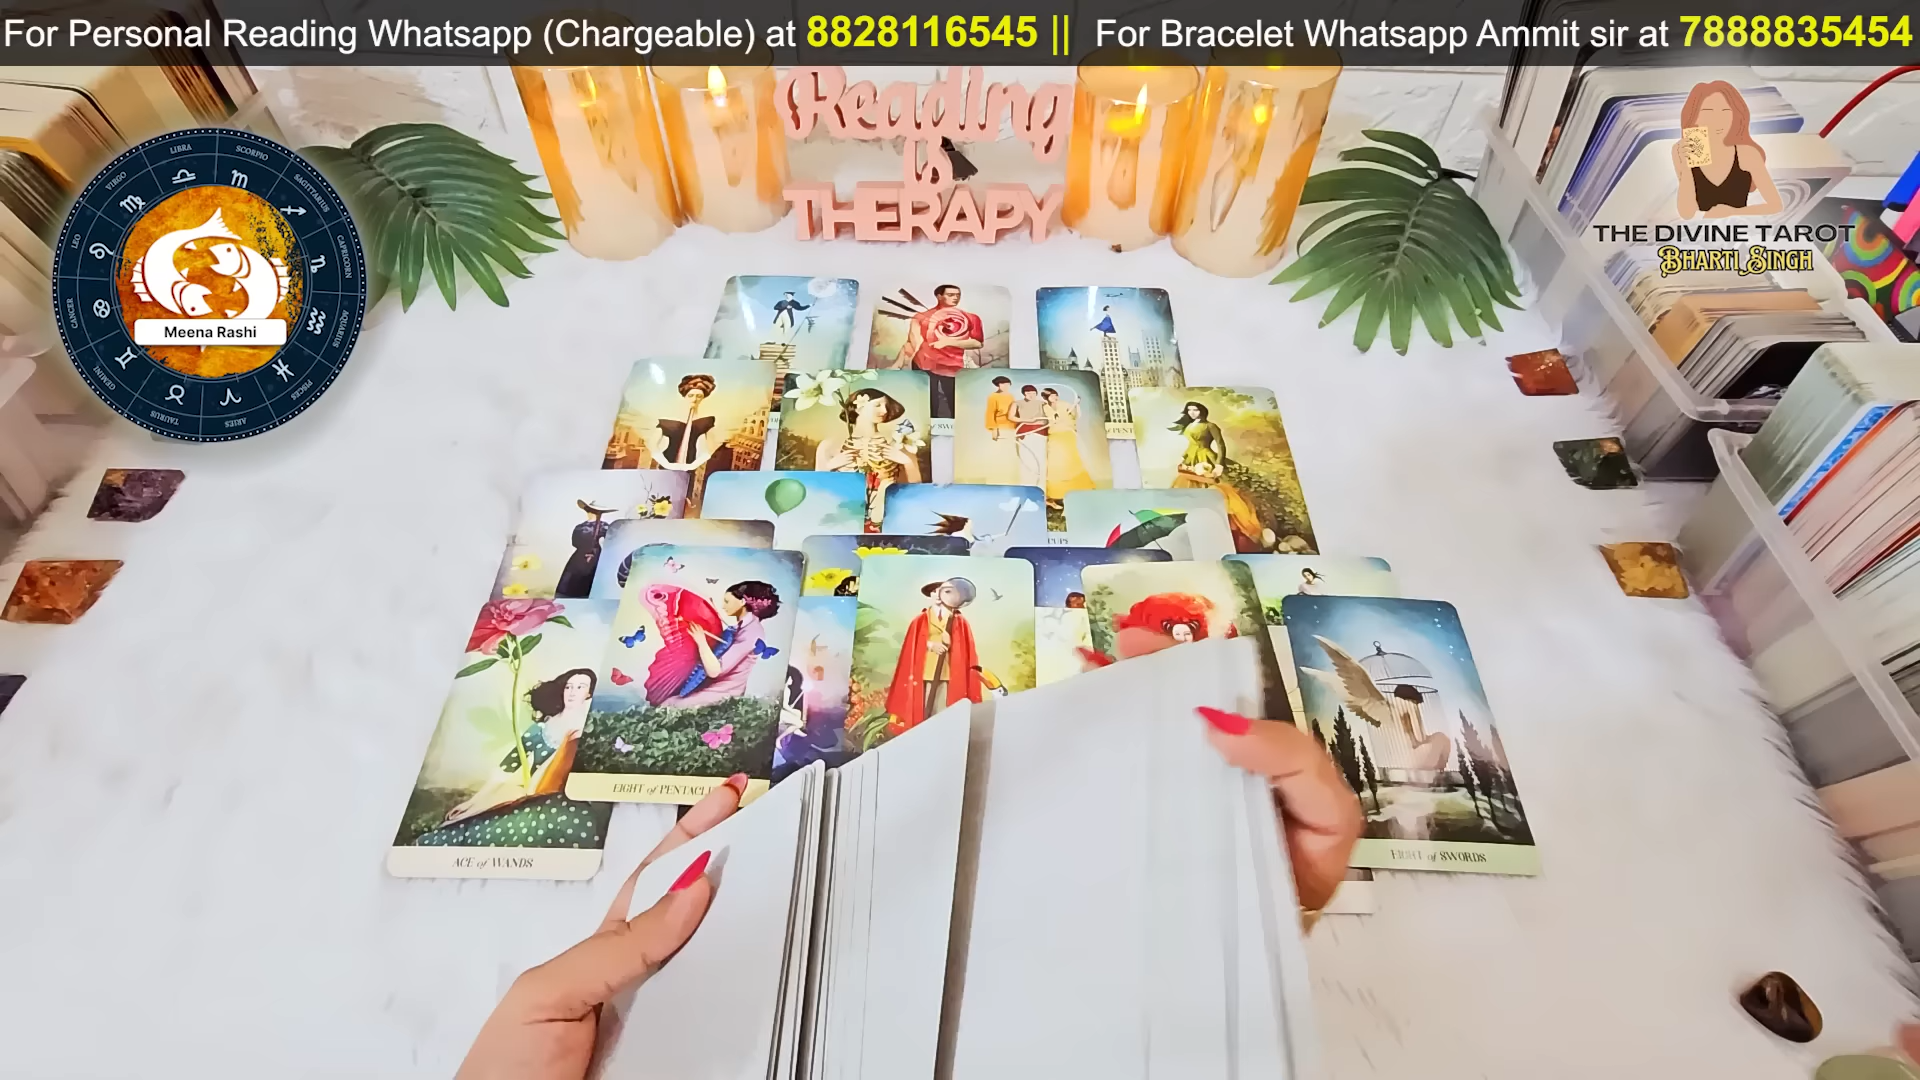 For Personal Reading Whatsapp (Chargeable) at 8828116545 || For Bracelet Whatsapp Ammit sir at 7888835454
Reading
is
THERAPY
THE DIVINE TAROT
BHARTI SINGH
LIBRA
SCORPIO
SAGITTARIUS
CAPRICORN
AQUARIUS
PISCES
ARIES
TAURUS
GEMINI
CANCER
LEO
VIRGO
Meena Rashi
EIGHT of PENTACL
ACE of WANDS
EIGHT of SWORDS